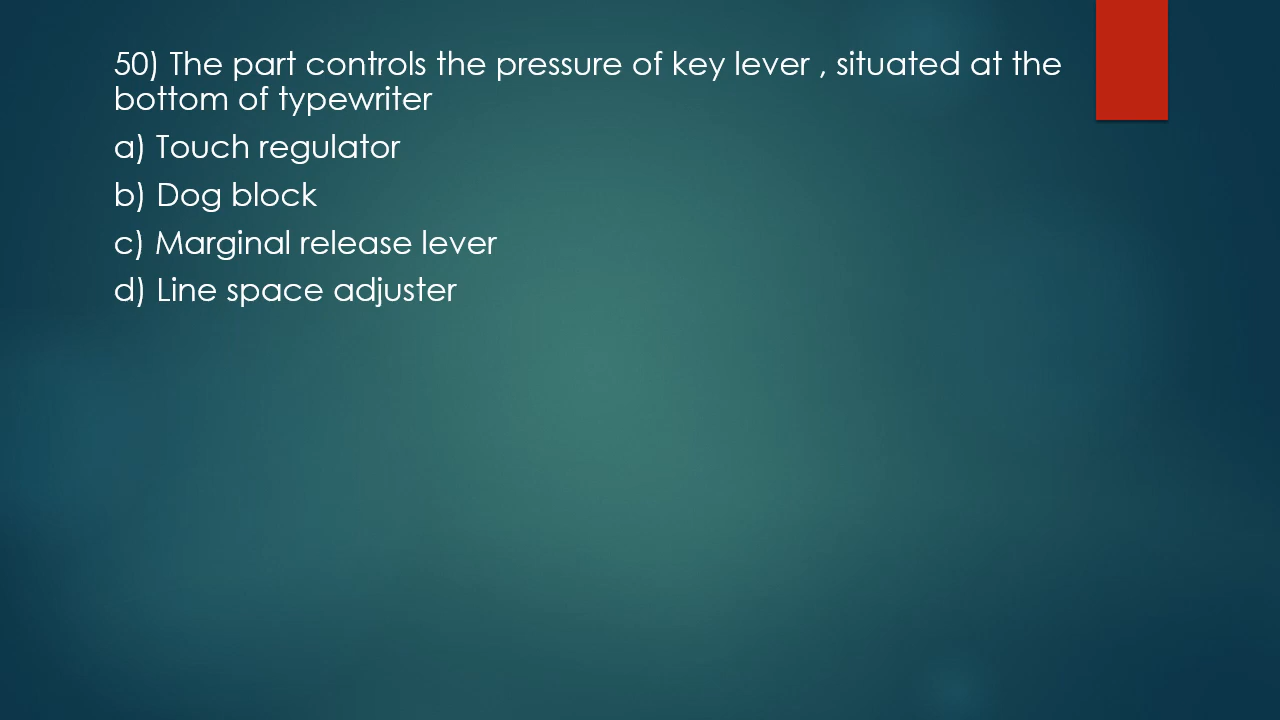 50) The part controls the pressure of key lever , situated at the
bottom of typewriter
a) Touch regulator
b) Dog block
c) Marginal release lever
d) Line space adjuster